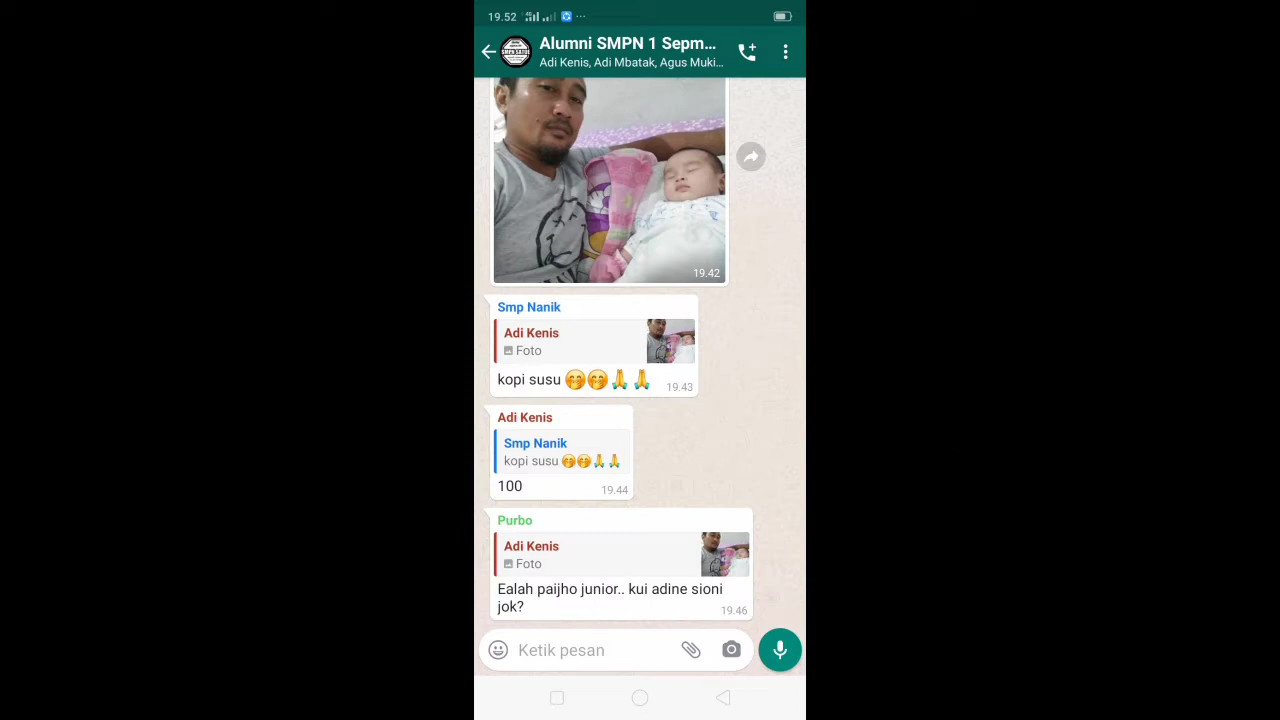 19.52
Alumni SMPN 1 Sepm...
Adi Kenis, Adi Mbatak, Agus Muki...
19.42
Smp Nanik
Adi Kenis
Foto
kopi susu 🤭🤭🙏🙏
19.43
Adi Kenis
Smp Nanik
kopi susu 🤭🤭🙏🙏
100
19.44
Purbo
Adi Kenis
Foto
Ealah paijho junior.. kui adine sioni
jok?
19.46
Ketik pesan